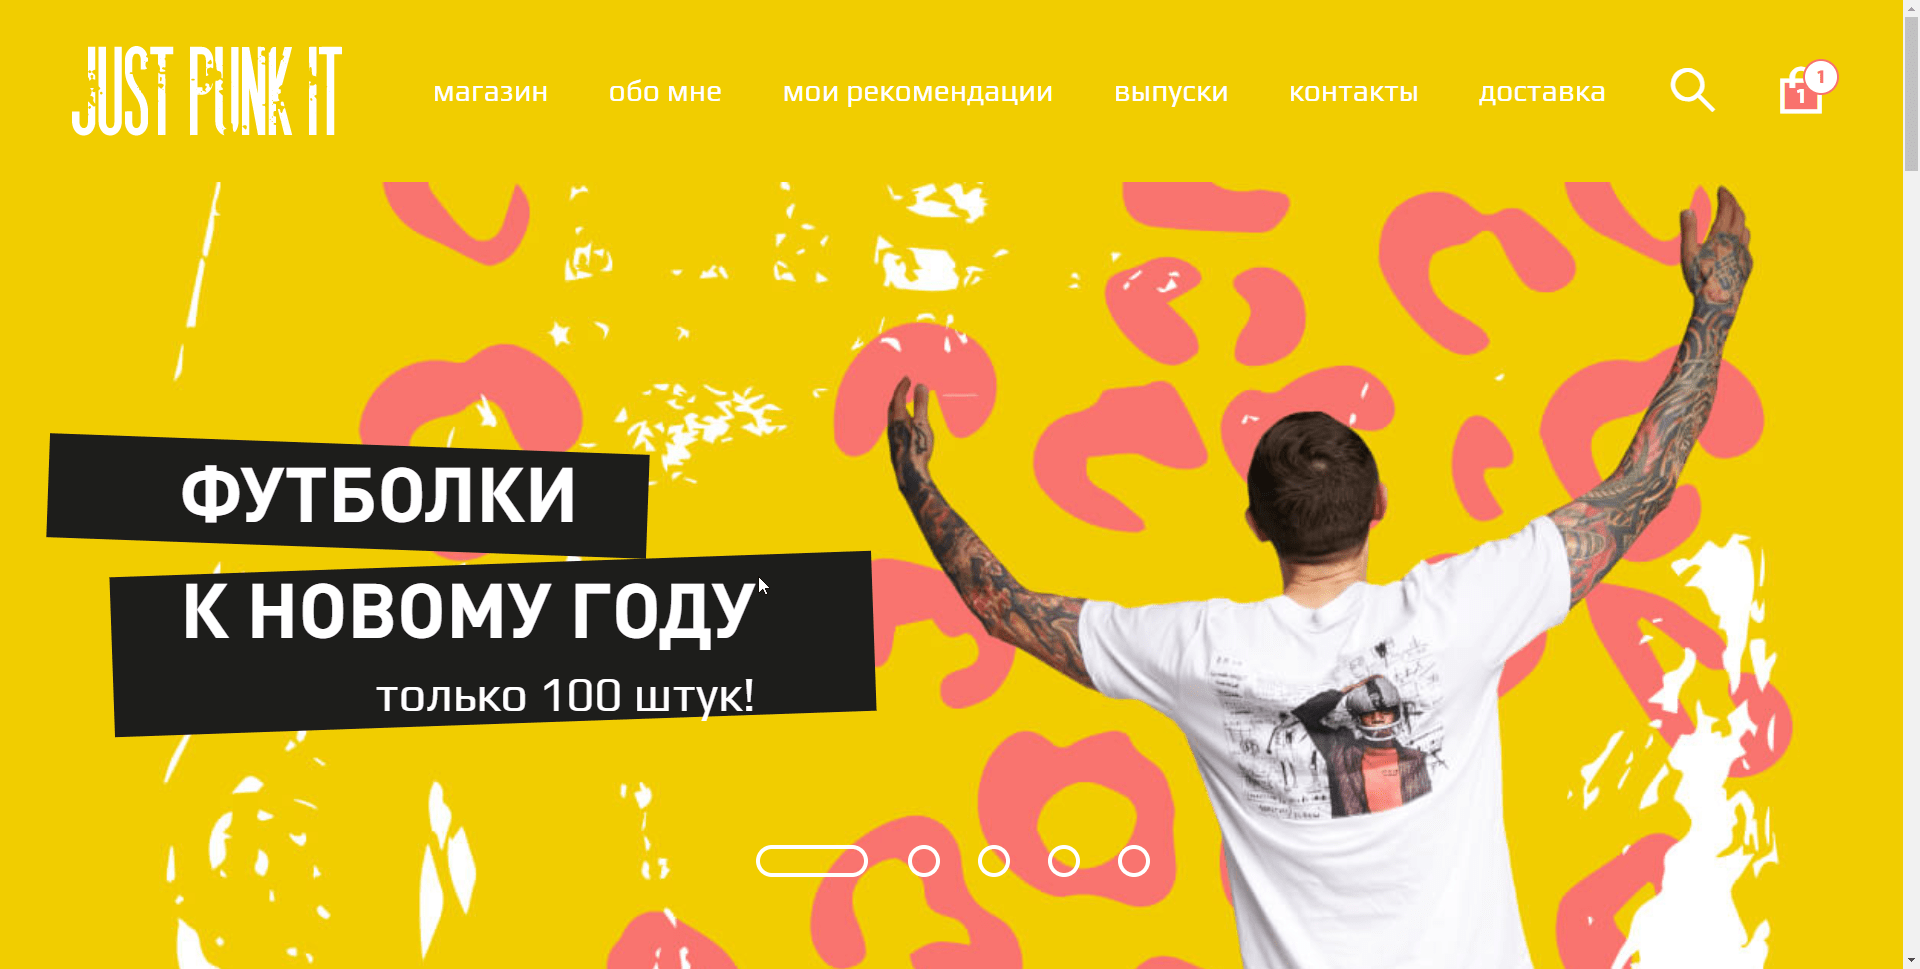 JUST PUNK IT
магазин обо мне мои рекомендации выпуски контакты доставка
1
1
ФУТБОЛКИ
К НОВОМУ ГОДУ
только 100 штук!